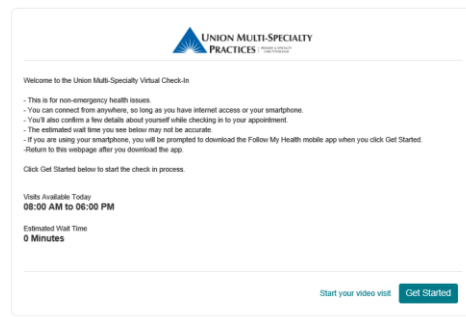 UNION MULTI-SPECIALTY
PRACTICES
Welcome to the Union Multi-Specialty Virtual Check-In
- This is for non-emergency health issues.
- You can connect from anywhere, so long as you have internet access or your smartphone.
- You'll also confirm a few details about yourself while checking in to your appointment.
- The estimated wait time you see below may not be accurate.
- If you are using your smartphone, you will be prompted to download the Follow My Health mobile app when you click Get Started.
-Return to this webpage after you download the app.
Click Get Started below to start the check in process.
Visits Available Today
08:00 AM to 06:00 PM
Estimated Wait Time
0 Minutes
Start your video visit Get Started